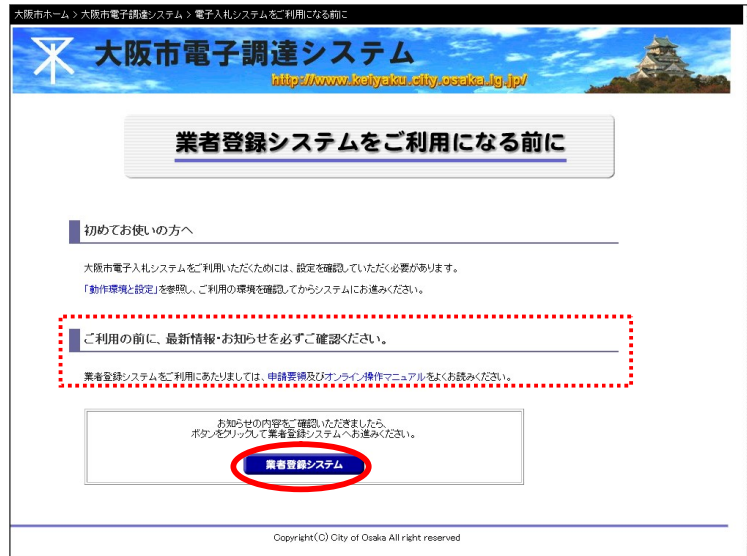 大阪市ホーム > 大阪市電子調達システム > 電子入札システムをご利用になる前に
大阪市電子調達システム
http://www.keiyaku.city.osaka.lg.jp/
業者登録システムをご利用になる前に
初めてお使いの方へ
大阪市電子入札システムをご利用いただくためには、設定を確認していただく必要があります。
「動作環境と設定」を参照し、ご利用の環境を確認してからシステムにお進みください。
ご利用の前に、最新情報・お知らせを必ずご確認ください。
業者登録システムをご利用にあたりましては、申請要領及びオンライン操作マニュアルをよくお読みください。
お知らせの内容をご確認いただきましたら、
ボタンをクリックして業者登録システムへお進みください。
業者登録システム
Copyright(C) City of Osaka All right reserved